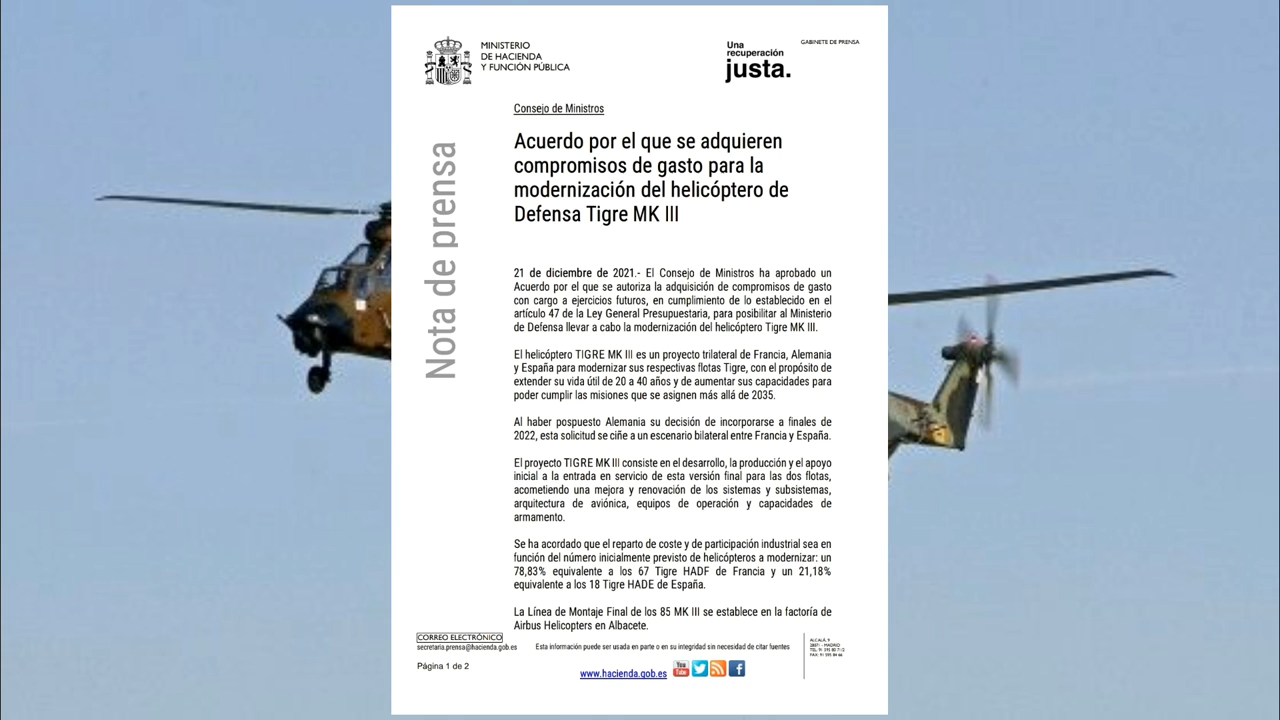 MINISTERIO
DE HACIENDA
Y FUNCIÓN PÚBLICA
Una
recuperación
justa.
GABINETE DE PRENSA
Nota de prensa
Consejo de Ministros
Acuerdo por el que se adquieren
compromisos de gasto para la
modernización del helicóptero de
Defensa Tigre MK III
21 de diciembre de 2021.- El Consejo de Ministros ha aprobado un
Acuerdo por el que se autoriza la adquisición de compromisos de gasto
con cargo a ejercicios futuros, en cumplimiento de lo establecido en el
artículo 47 de la Ley General Presupuestaria, para posibilitar al Ministerio
de Defensa llevar a cabo la modernización del helicóptero Tigre MK III.
El helicóptero TIGRE MK III es un proyecto trilateral de Francia, Alemania
y España para modernizar sus respectivas flotas Tigre, con el propósito de
extender su vida útil de 20 a 40 años y de aumentar sus capacidades para
poder cumplir las misiones que se asignen más allá de 2035.
Al haber pospuesto Alemania su decisión de incorporarse a finales de
2022, esta solicitud se ciñe a un escenario bilateral entre Francia y España.
El proyecto TIGRE MK III consiste en el desarrollo, la producción y el apoyo
inicial a la entrada en servicio de esta versión final para las dos flotas,
acometiendo una mejora y renovación de los sistemas y subsistemas,
arquitectura de aviónica, equipos de operación y capacidades de
armamento.
Se ha acordado que el reparto de coste y de participación industrial sea en
función del número inicialmente previsto de helicópteros a modernizar: un
78,83% equivalente a los 67 Tigre HADF de Francia y un 21,18%
equivalente a los 18 Tigre HADE de España.
La Línea de Montaje Final de los 85 MK III se establece en la factoría de
Airbus Helicopters en Albacete.
CORREO ELECTRÓNICO
secretaria.prensa@hacienda.gob.es
Esta información puede ser usada en parte o en su integridad sin necesidad de citar fuentes
ALCALÁ, 9
MADRID
Página 1 de 2
www.hacienda.gob.es
You
Tube